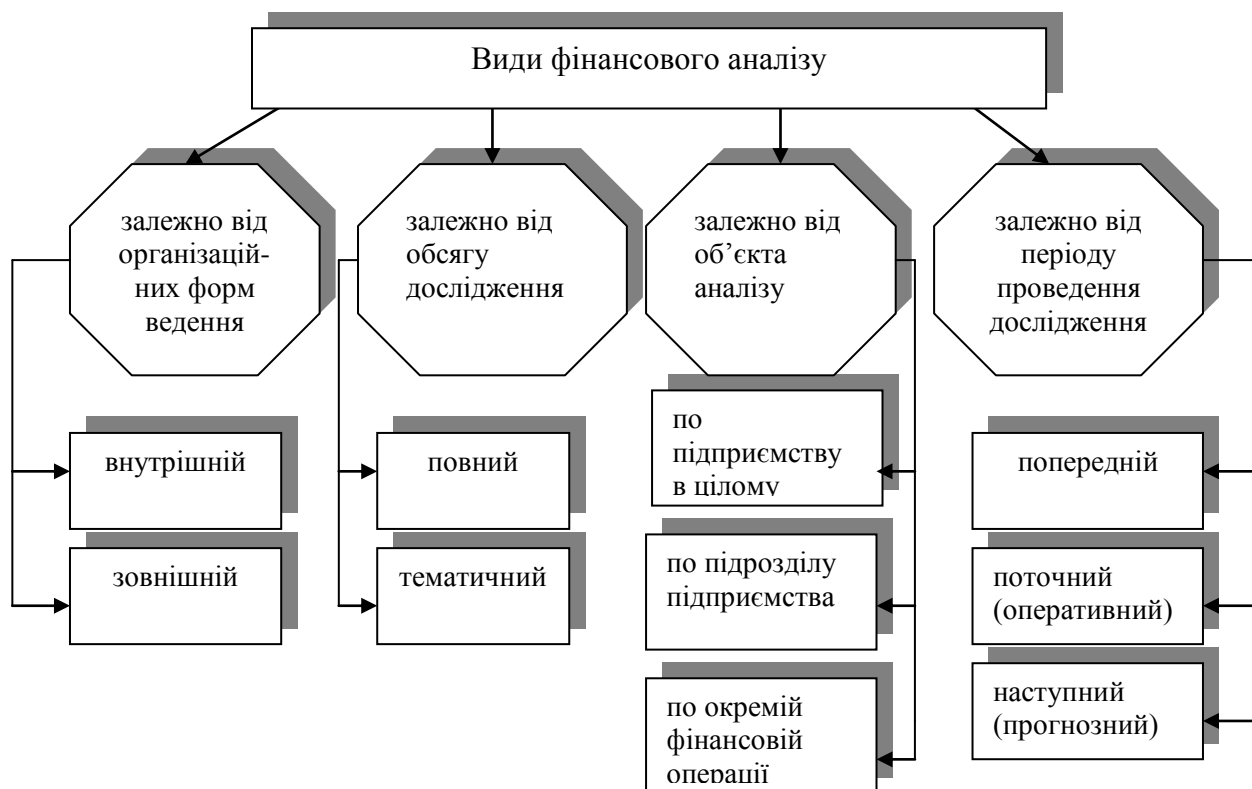 Види фінансового аналізу
залежно від
організацій-
них форм
ведення
залежно від
обсягу
дослідження
залежно від
об’єкта
аналізу
залежно від
періоду
проведення
дослідження
внутрішній
зовнішній
повний
тематичний
по
підприємству
в цілому
по підрозділу
підприємства
по окремій
фінансовій
операції
попередній
поточний
(оперативний)
наступний
(прогнозний)